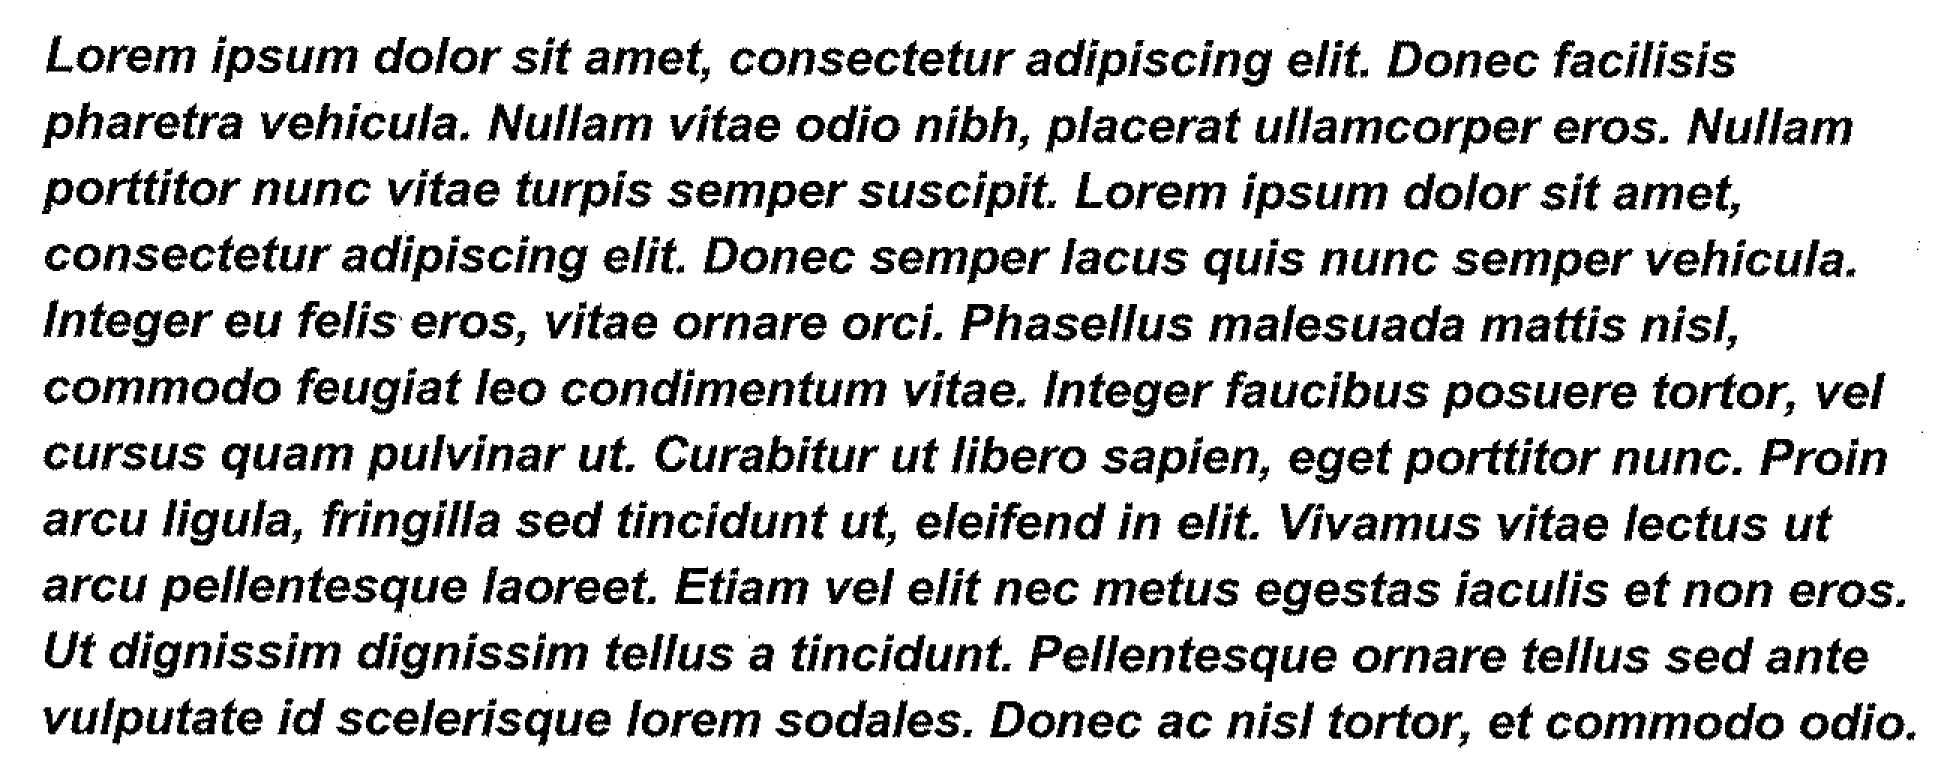 Lorem ipsum dolor sit amet, consectetur adipiscing elit. Donec facilisis
pharetra vehicula. Nullam vitae odio nibh, placerat ullamcorper eros. Nullam
porttitor nunc vitae turpis semper suscipit. Lorem ipsum dolor sit amet,
consectetur adipiscing elit. Donec semper lacus quis nunc semper vehicula.
Integer eu felis eros, vitae ornare orci. Phasellus malesuada mattis nisl,
commodo feugiat leo condimentum vitae. Integer faucibus posuere tortor, vel
cursus quam pulvinar ut. Curabitur ut libero sapien, eget porttitor nunc. Proin
arcu ligula, fringilla sed tincidunt ut, eleifend in elit. Vivamus vitae lectus ut
arcu pellentesque laoreet. Etiam vel elit nec metus egestas iaculis et non eros.
Ut dignissim dignissim tellus a tincidunt. Pellentesque ornare tellus sed ante
vulputate id scelerisque lorem sodales. Donec ac nisl tortor, et commodo odio.